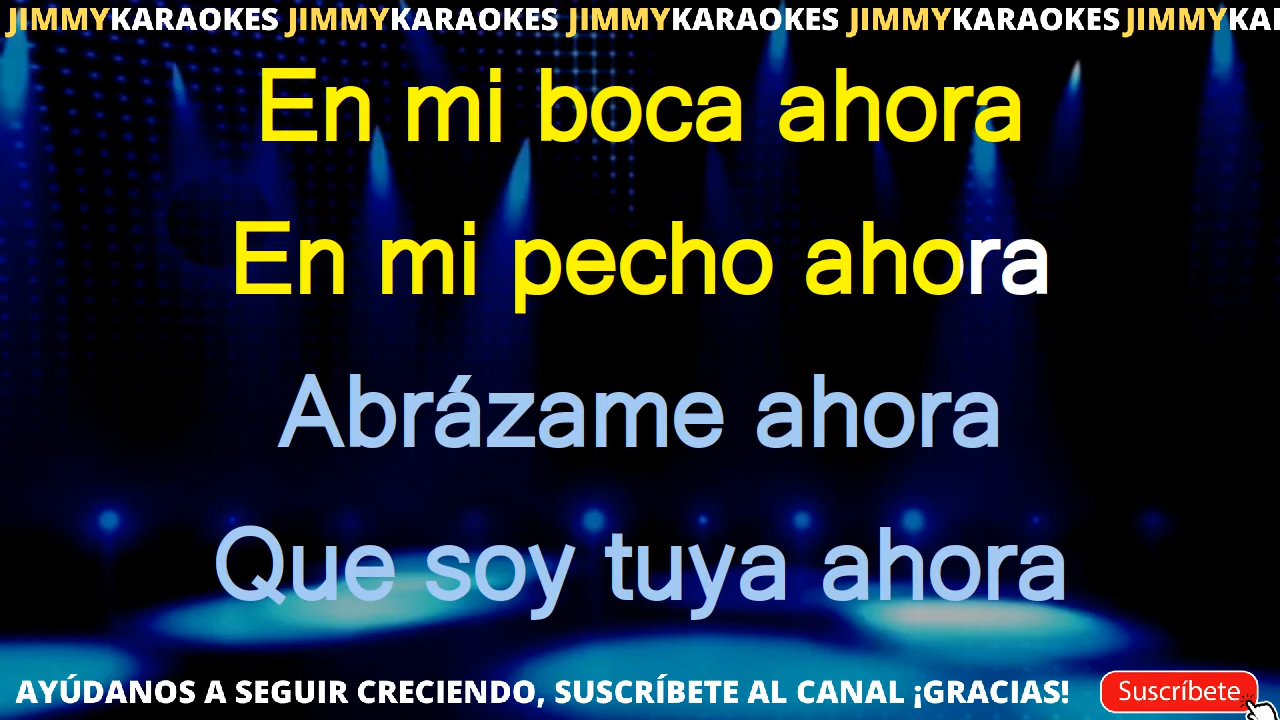 JIMMYKARAOKES JIMMYKARAOKES JIMMYKARAOKES JIMMYKARAOKES JIMMYKA
En mi boca ahora
En mi pecho ahora
Abrázame ahora
Que soy tuya ahora
AYÚDANOS A SEGUIR CRECIENDO, SUSCRÍBETE AL CANAL ¡GRACIAS! Suscríbete